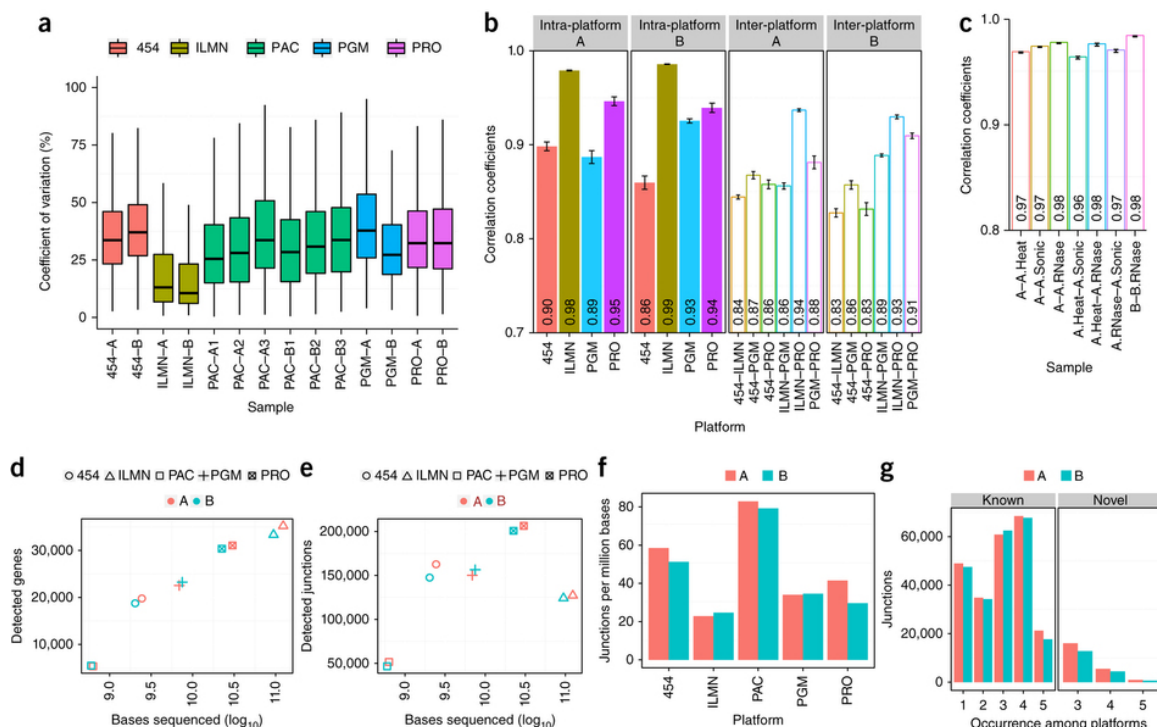 a
454 ILMN PAC PGM PRO
Coefficient of variation (%)
100
75
50
25
0
454–A
454–B
ILMN–A
ILMN–B
PAC–A1
PAC–A2
PAC–A3
PAC–B1
PAC–B2
PAC–B3
PGM–A
PGM–B
PRO–A
PRO–B
Sample
b
Intra-platform A
Intra-platform B
Inter-platform A
Inter-platform B
Correlation coefficients
1.0
0.9
0.8
0.7
0.90
0.98
0.89
0.95
0.86
0.99
0.93
0.94
0.84
0.87
0.86
0.86
0.94
0.88
0.83
0.86
0.83
0.89
0.93
0.91
454
ILMN
PGM
PRO
454
ILMN
PGM
PRO
454–ILMN
454–PGM
454–PRO
ILMN–PGM
ILMN–PRO
PGM–PRO
454–ILMN
454–PGM
454–PRO
ILMN–PGM
ILMN–PRO
PGM–PRO
Platform
c
Correlation coefficients
1.0
0.9
0.8
0.97
0.97
0.98
0.96
0.98
0.97
0.98
A–A.Heat
A–A.Sonic
A–A.RNase
A.Heat–A.Sonic
A.Heat–A.RNase
A.RNase–A.Sonic
B–B.RNase
Sample
d
454 ILMN PAC PGM PRO
A B
Detected genes
30,000
20,000
10,000
9.0
9.5
10.0
10.5
11.0
Bases sequenced (log10)
e
454 ILMN PAC PGM PRO
A B
Detected junctions
200,000
150,000
100,000
50,000
9.0
9.5
10.0
10.5
11.0
Bases sequenced (log10)
f
A B
Junctions per million bases
80
60
40
20
0
454
ILMN
PAC
PGM
PRO
Platform
g
A B
Known
Novel
Junctions
60,000
40,000
20,000
0
1 2 3 4 5
3 4 5
Occurrence among platforms